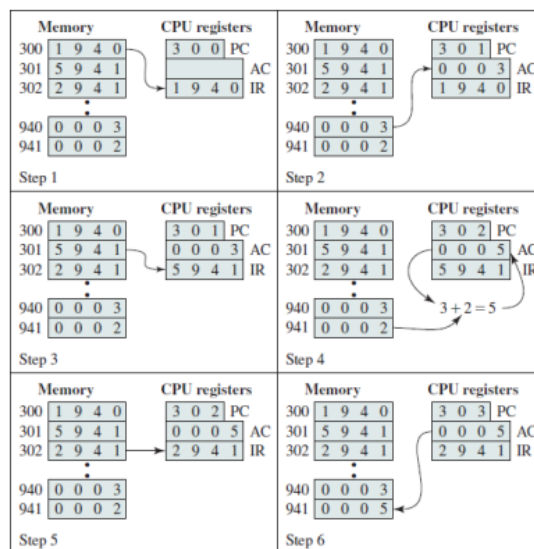 Memory CPU registers
300 1 9 4 0 3 0 0 PC
301 5 9 4 1 AC
302 2 9 4 1 1 9 4 0 IR
940 0 0 0 3
941 0 0 0 2
Step 1
Memory CPU registers
300 1 9 4 0 3 0 1 PC
301 5 9 4 1 0 0 0 3 AC
302 2 9 4 1 1 9 4 0 IR
940 0 0 0 3
941 0 0 0 2
Step 2
Memory CPU registers
300 1 9 4 0 3 0 1 PC
301 5 9 4 1 0 0 0 3 AC
302 2 9 4 1 5 9 4 1 IR
940 0 0 0 3
941 0 0 0 2
Step 3
Memory CPU registers
300 1 9 4 0 3 0 2 PC
301 5 9 4 1 0 0 0 5 AC
302 2 9 4 1 5 9 4 1 IR
940 0 0 0 3 3 + 2 = 5
941 0 0 0 2
Step 4
Memory CPU registers
300 1 9 4 0 3 0 2 PC
301 5 9 4 1 0 0 0 5 AC
302 2 9 4 1 2 9 4 1 IR
940 0 0 0 3
941 0 0 0 2
Step 5
Memory CPU registers
300 1 9 4 0 3 0 3 PC
301 5 9 4 1 0 0 0 5 AC
302 2 9 4 1 2 9 4 1 IR
940 0 0 0 3
941 0 0 0 5
Step 6